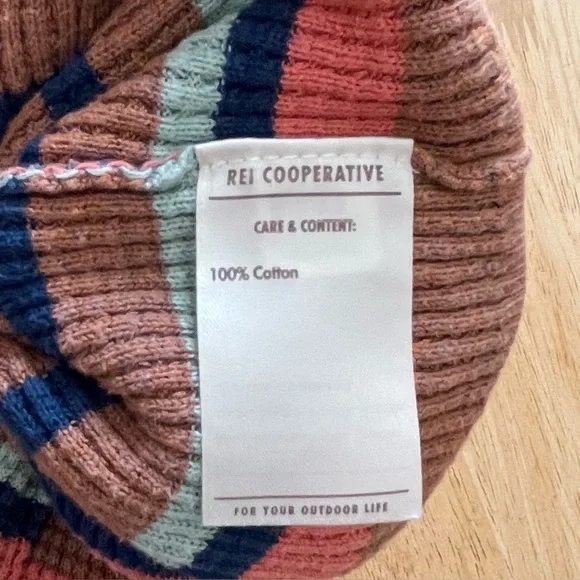 REI COOPERATIVE
CARE & CONTENT:
100% Cotton
FOR YOUR OUTDOOR LIFE